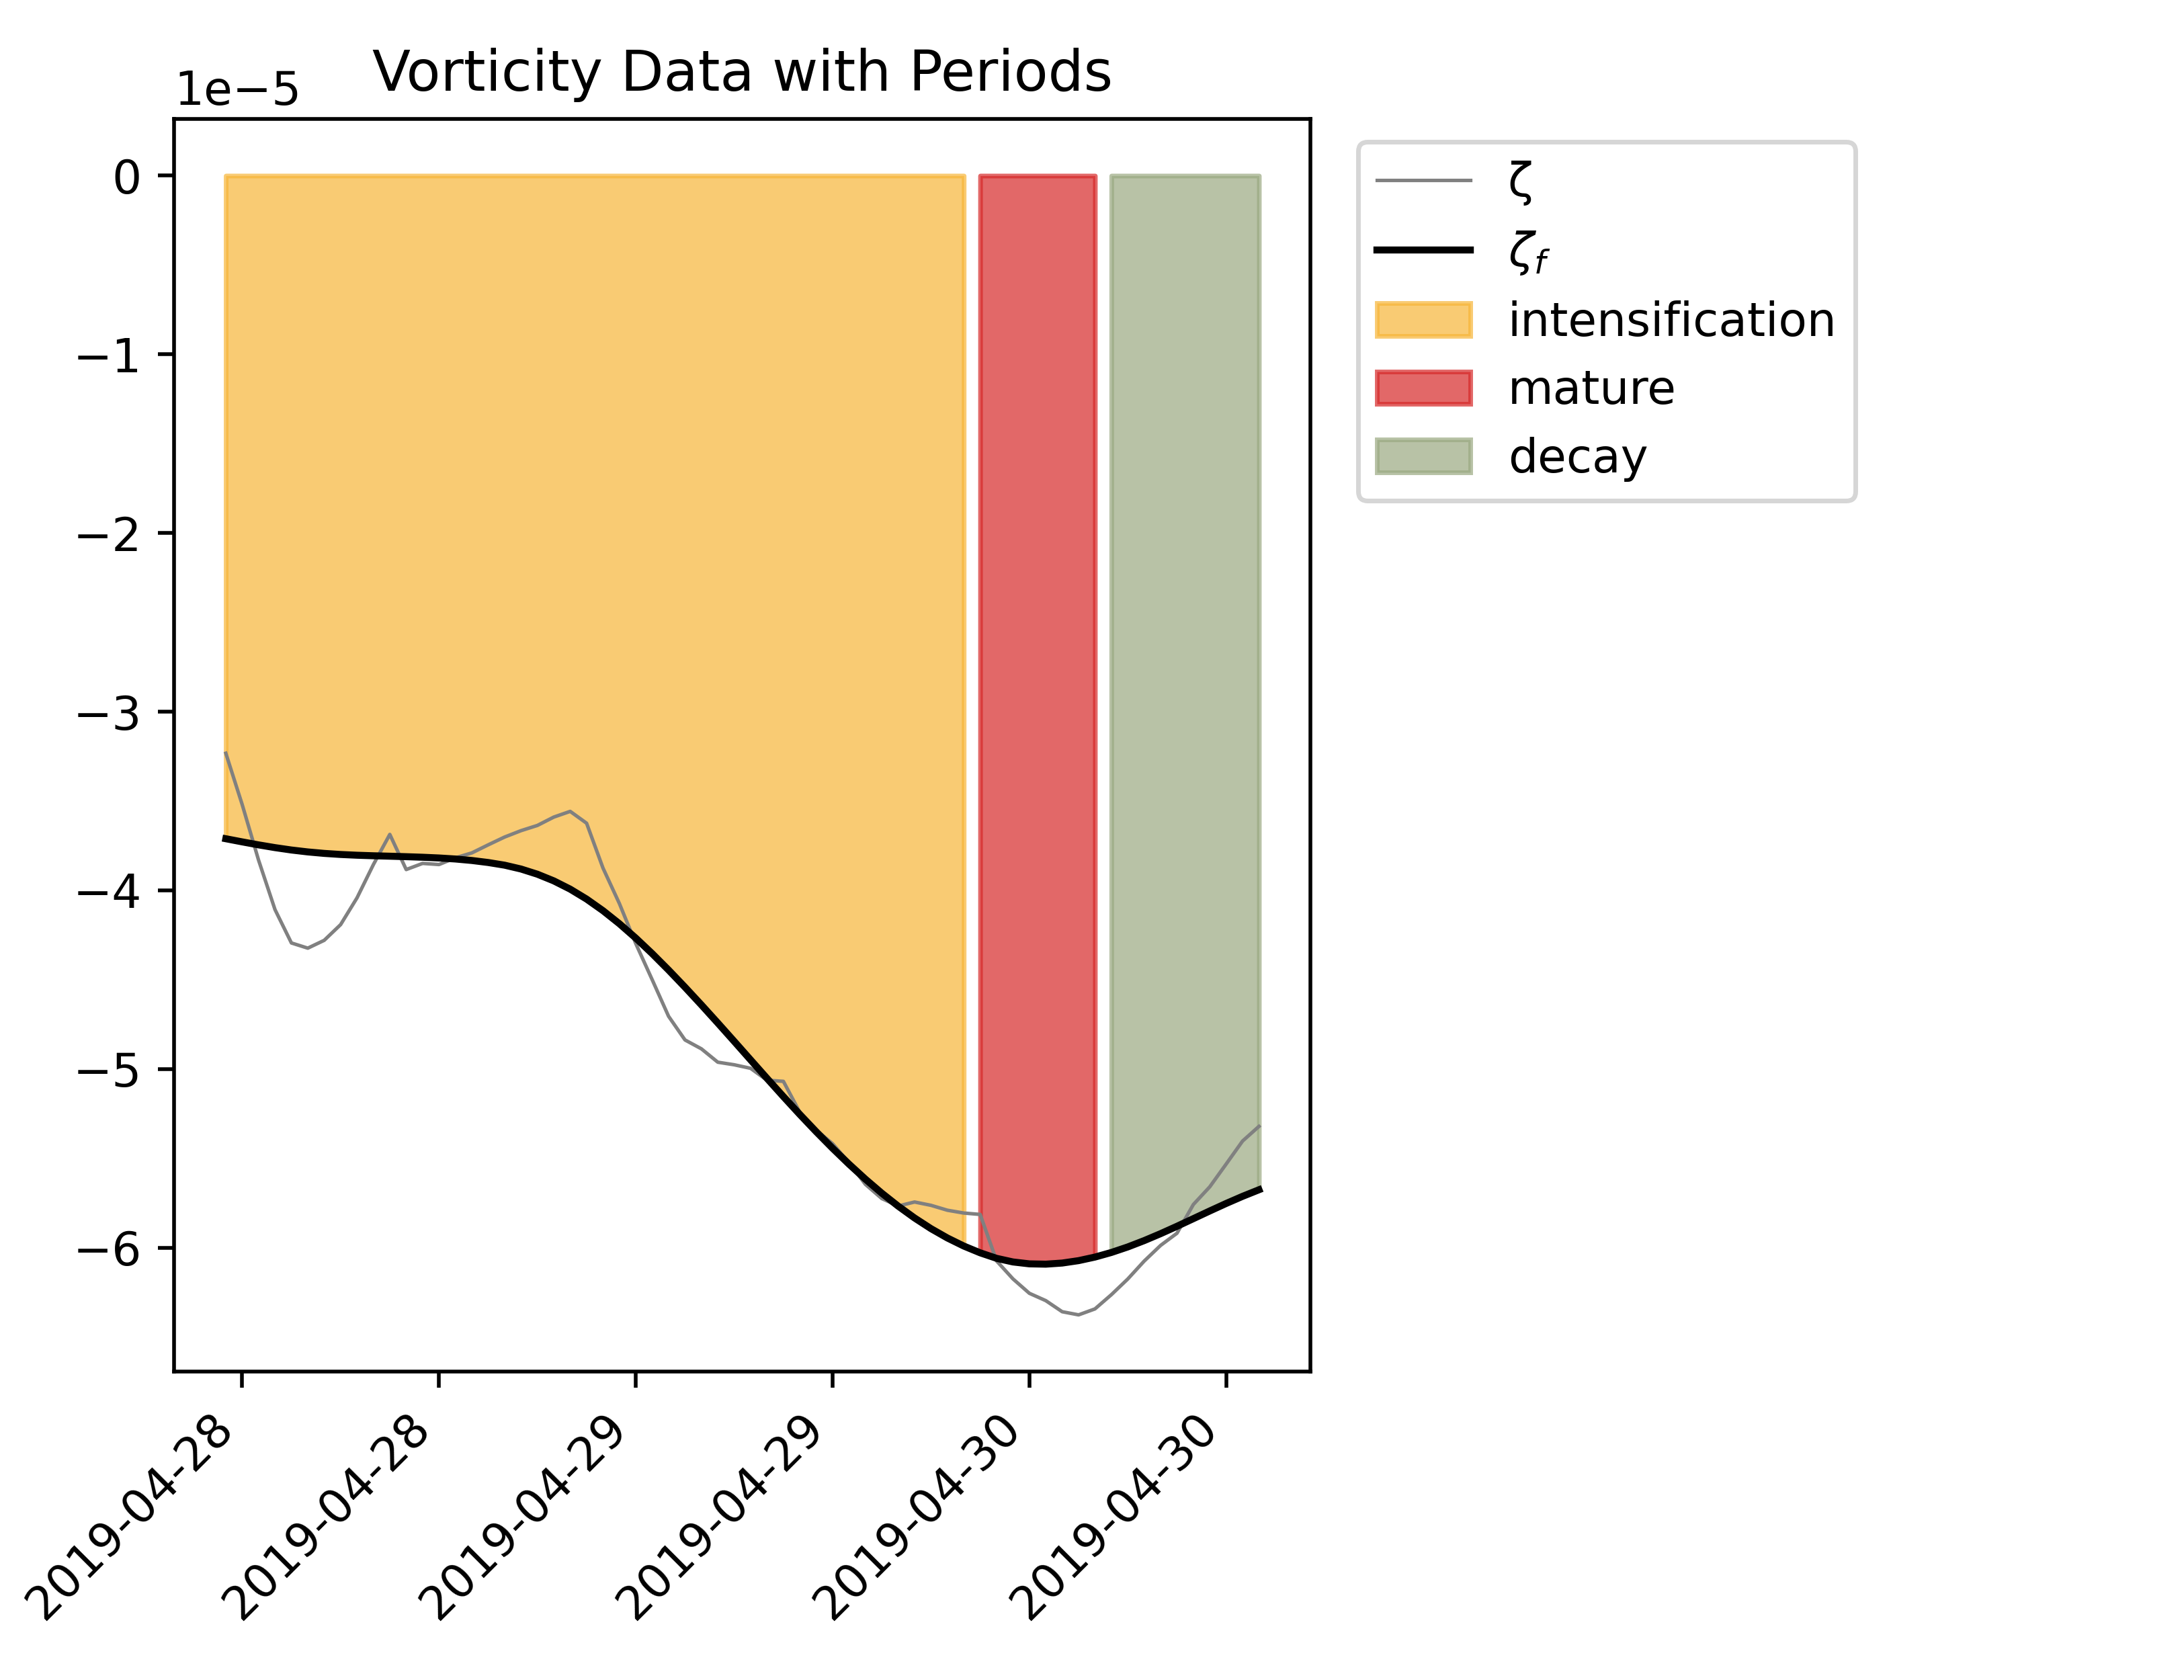 Vorticity Data with Periods
1e−5
0
−1
−2
−3
−4
−5
−6
2019-04-28
2019-04-28
2019-04-29
2019-04-29
2019-04-30
2019-04-30
ζ
ζf
intensification
mature
decay